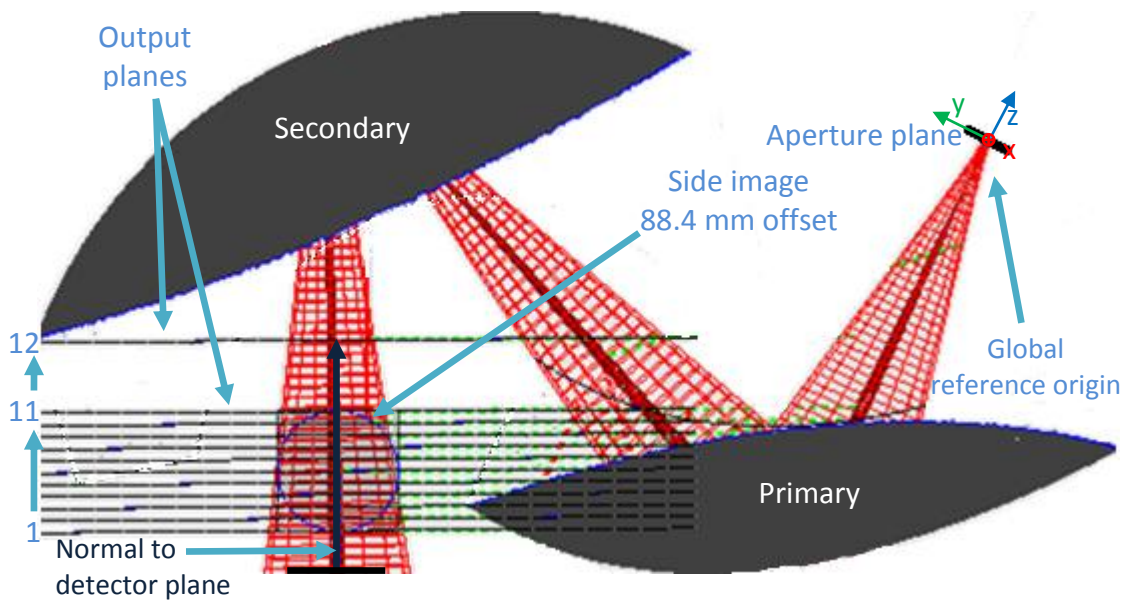 Output
planes
Secondary
Aperture plane
y
z
x
Side image
88.4 mm offset
12
11
1
Global
reference origin
Primary
Normal to
detector plane